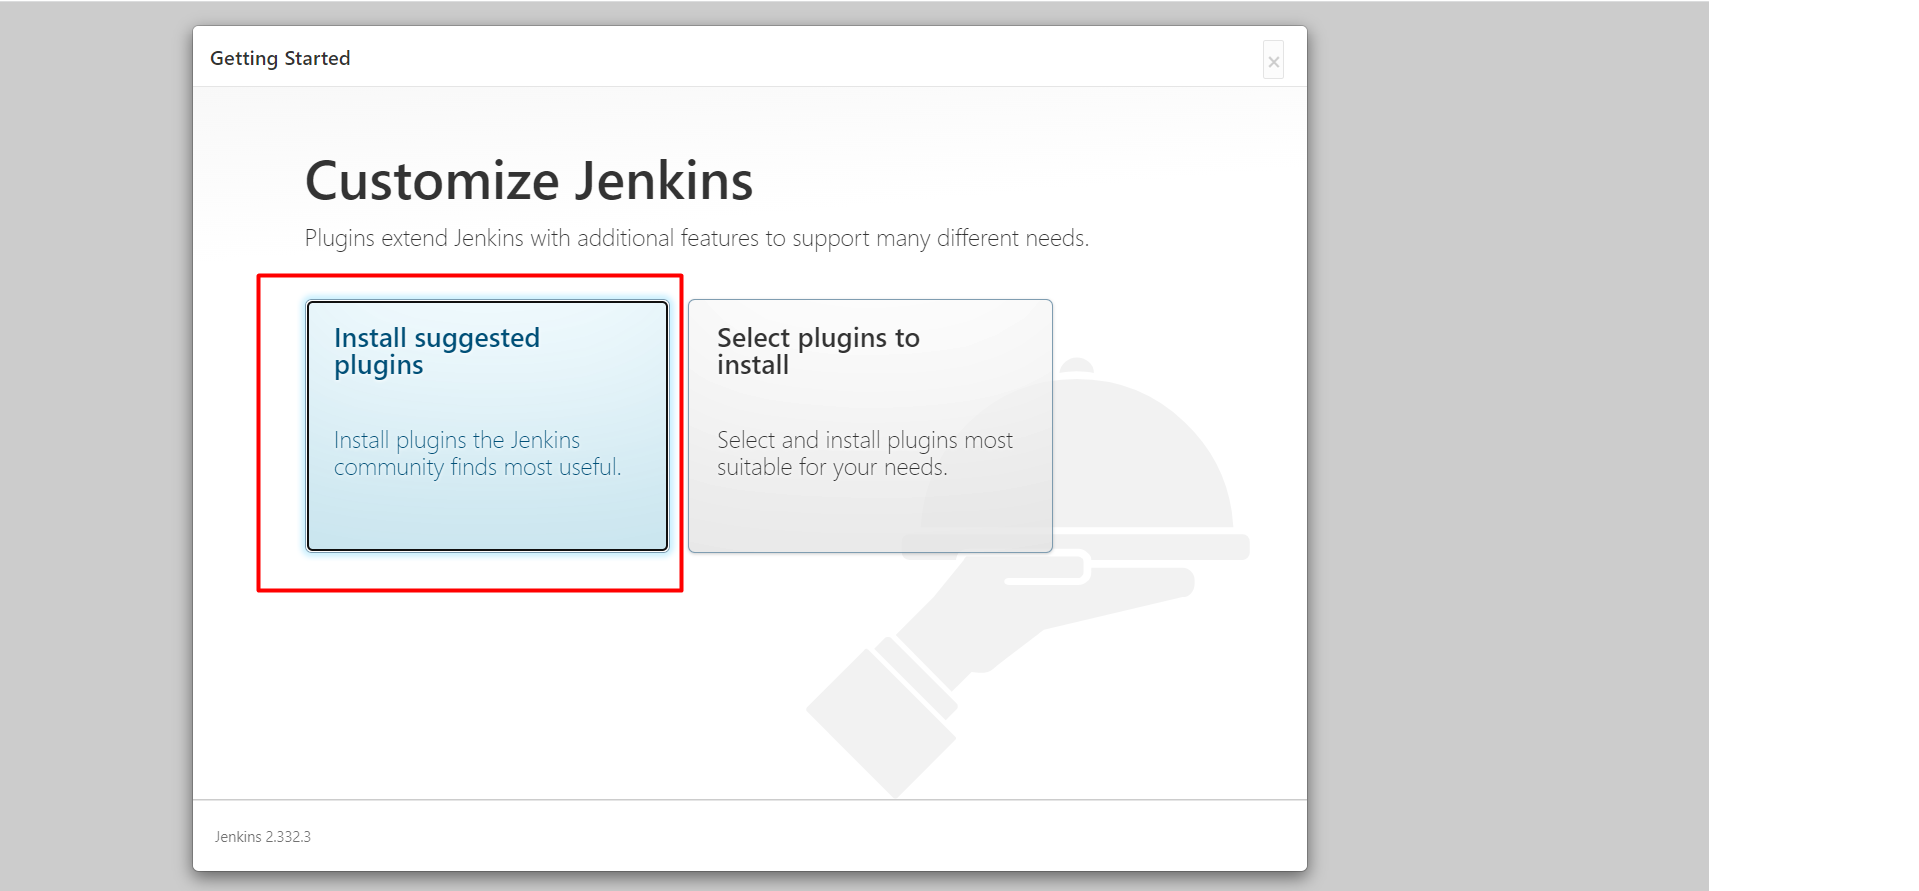 Getting Started
×
Customize Jenkins
Plugins extend Jenkins with additional features to support many different needs.
Install suggested
plugins
Install plugins the Jenkins
community finds most useful.
Select plugins to
install
Select and install plugins most
suitable for your needs.
Jenkins 2.332.3